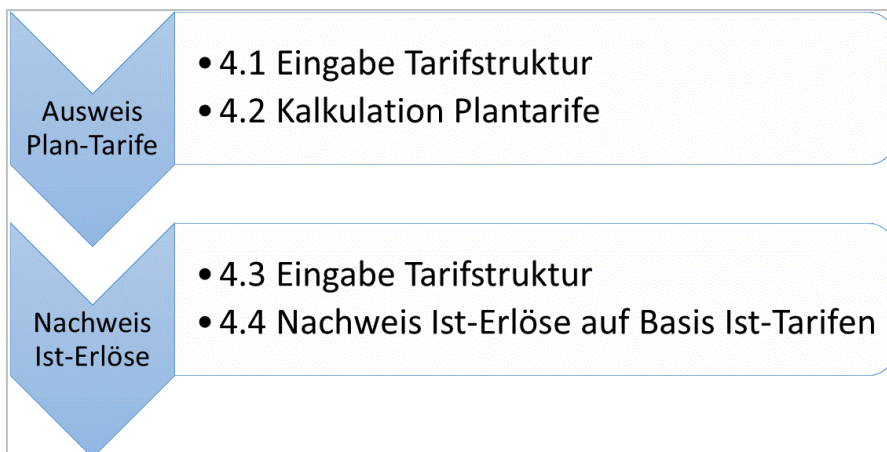 Ausweis
Plan-Tarife
• 4.1 Eingabe Tarifstruktur
• 4.2 Kalkulation Plantarife
Nachweis
Ist-Erlöse
• 4.3 Eingabe Tarifstruktur
• 4.4 Nachweis Ist-Erlöse auf Basis Ist-Tarifen